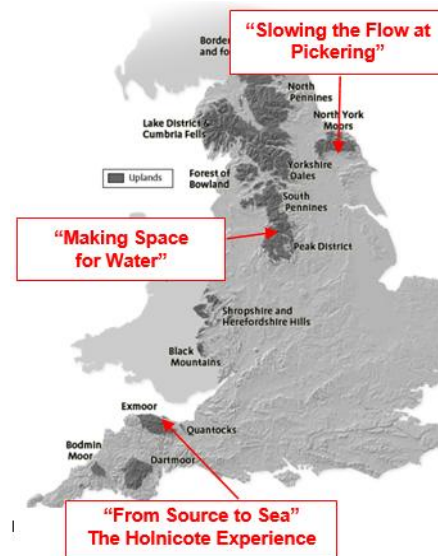 Border
and fo
“Slowing the Flow at
Pickering”
North
Pennines
Lake District &
Cumbria Fells
North York
Moors
Uplands
Forest of
Bowland
Yorkshire
Dales
South
Pennines
“Making Space
for Water”
Peak District
Shropshire and
Herefordshire Hills
Black
Mountains
Exmoor
Quantocks
Bodmin
Moor
Dartmoor
“From Source to Sea”
The Holnicote Experience